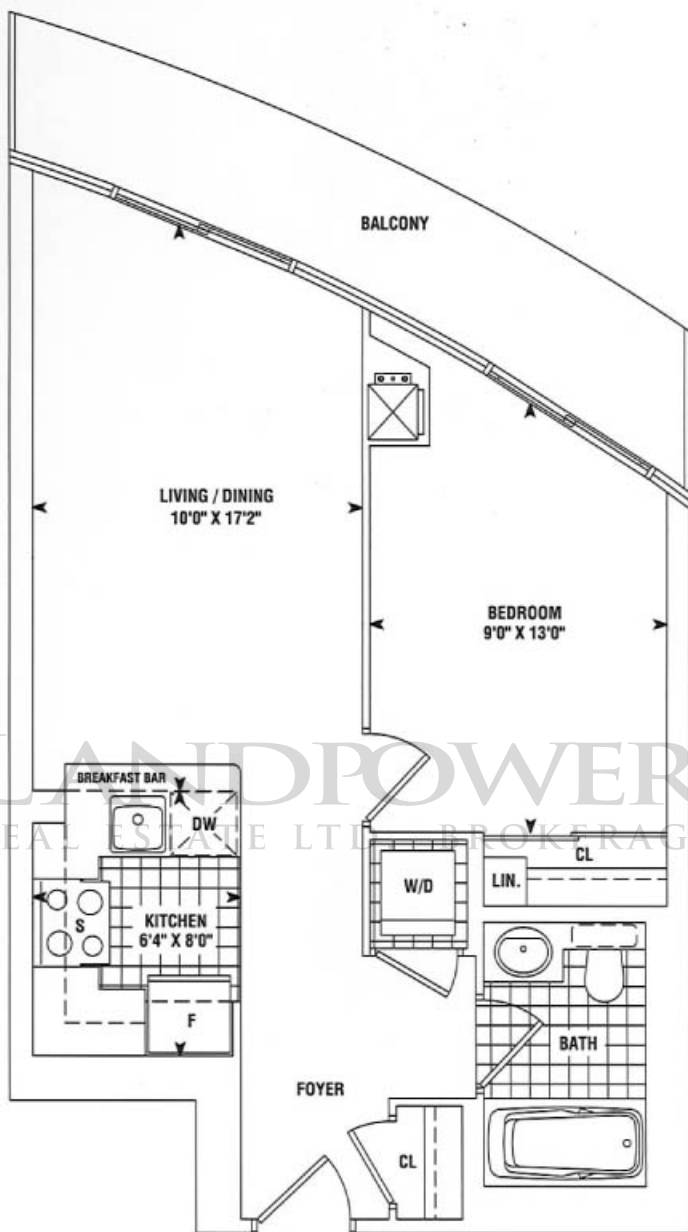 BALCONY
LIVING / DINING
10'0" X 17'2"
BEDROOM
9'0" X 13'0"
LANDPOWER
REAL ESTATE LTD. BROKERAG
BREAKFAST BAR
DW
CL
LIN.
W/D
S
KITCHEN
6'4" X 8'0"
F
BATH
FOYER
CL